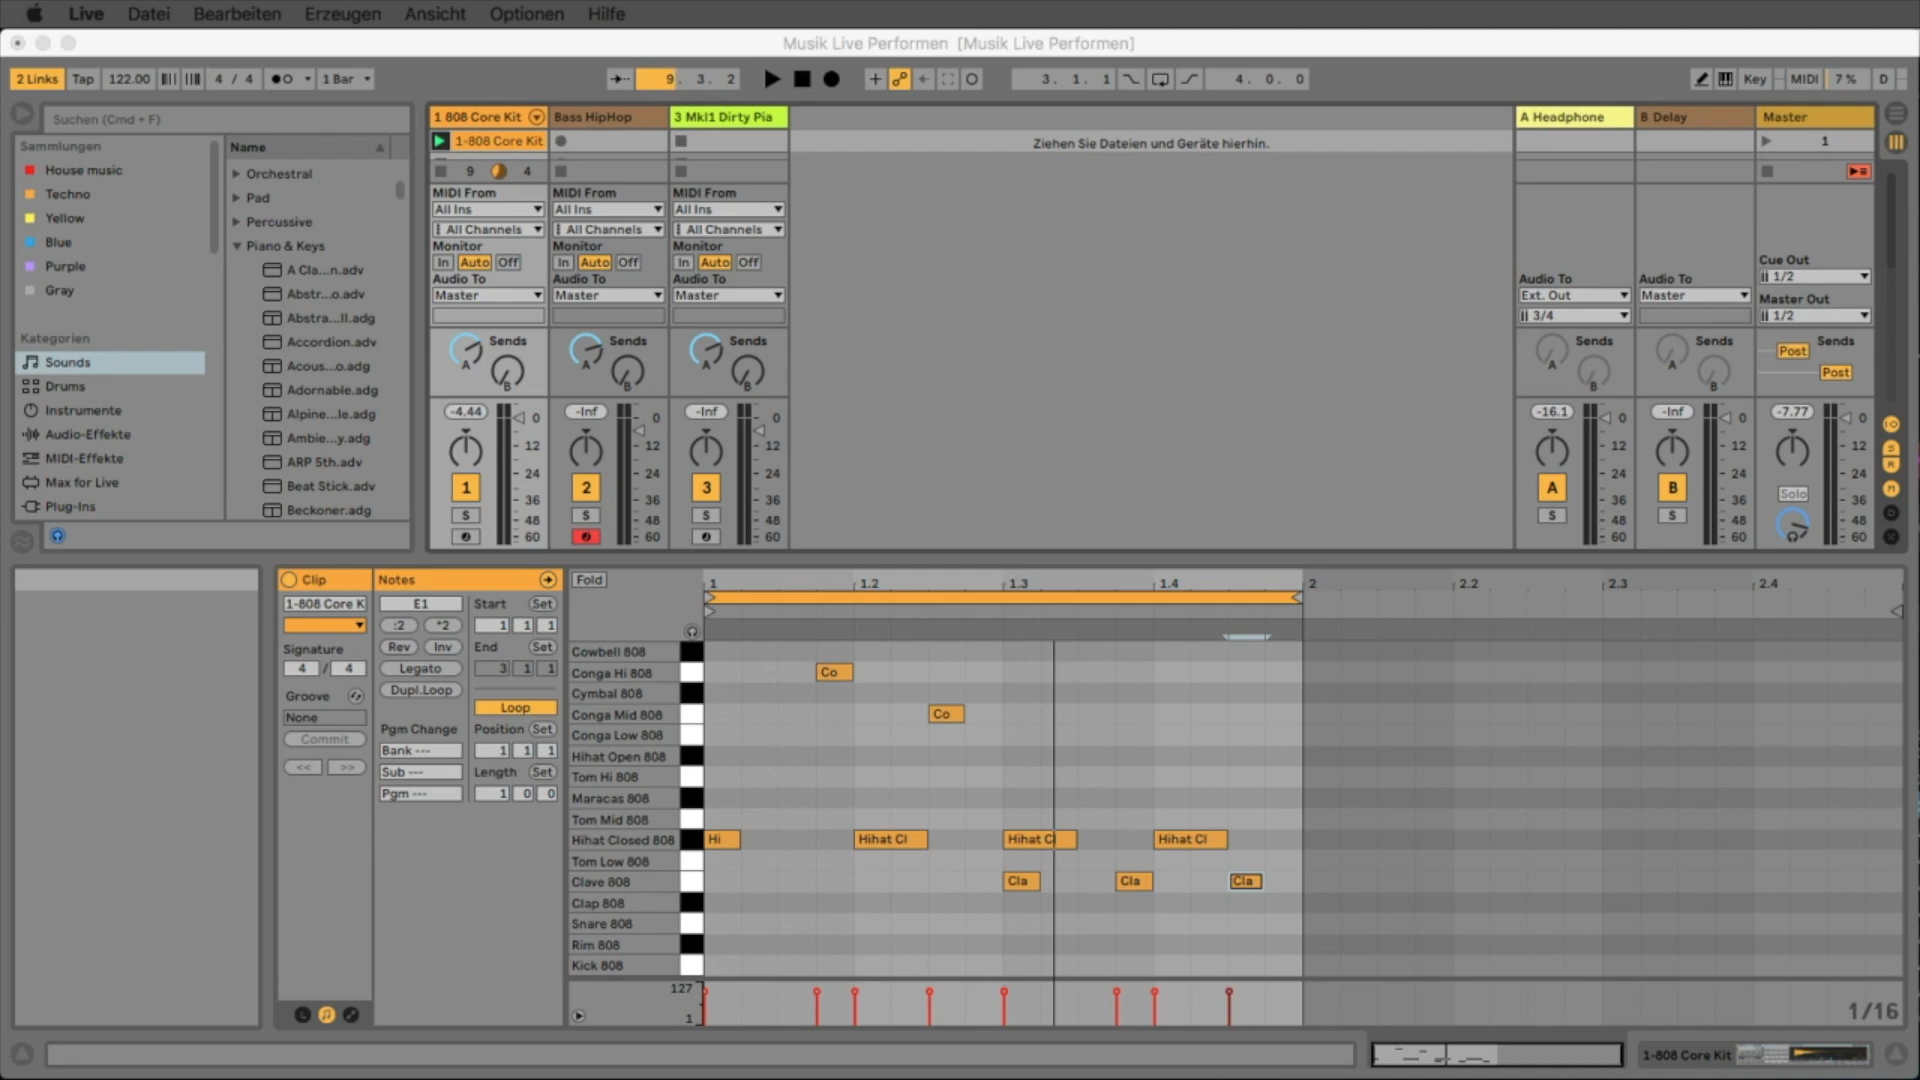 Live Datei Bearbeiten Erzeugen Ansicht Optionen Hilfe
Musik Live Performen [Musik Live Performen]
2 Links Tap 122.00 4 / 4 1 Bar 9. 3. 2 3. 1. 1 4. 0. 0 Key MIDI 7 % D
Suchen (Cmd + F)
Sammlungen
House music
Techno
Yellow
Blue
Purple
Gray
Kategorien
Sounds
Drums
Instrumente
Audio-Effekte
MIDI-Effekte
Max for Live
Plug-Ins
Name
Orchestral
Pad
Percussive
Piano & Keys
A Cla...n.adv
Abstr...o.adv
Abstra...ll.adg
Accordion.adv
Acous...o.adg
Adornable.adg
Alpine...le.adg
Ambie...y.adg
ARP 5th.adv
Beat Stick.adv
Beckoner.adg
1 808 Core Kit Bass HipHop 3 MkI1 Dirty Pia
1-808 Core Kit
Ziehen Sie Dateien und Geräte hierhin.
9 4
MIDI From MIDI From MIDI From
All Ins All Ins All Ins
All Channels All Channels All Channels
Monitor Monitor Monitor
In Auto Off In Auto Off In Auto Off
Audio To Audio To Audio To
Master Master Master
Sends Sends Sends
A A A
B B B
-4.44 -Inf -Inf
0 12 24 36 48 60 0 12 24 36 48 60 0 12 24 36 48 60
1 2 3
S S S
A Headphone B Delay Master
1
Cue Out
1/2
Audio To Audio To Master Out
Ext. Out Master
3/4 1/2
Sends Sends Sends
A A Post
B B Post
-16.1 -Inf -7.77
0 12 24 36 48 60 0 12 24 36 48 60 0 12 24 36 48 60
A B Solo
S S
Clip
1-808 Core K
Signature
4 / 4
Groove
None
Commit
<< >>
Notes
E1
:2 *2
Rev Inv
Legato
Dupl.Loop
Pgm Change
Bank ---
Sub ---
Pgm ---
Start Set
1 1 1
End Set
3 1 1
Loop
Position Set
1 1 1
Length Set
1 0 0
Fold
1 1.2 1.3 1.4 2 2.2 2.3 2.4
Cowbell 808
Conga Hi 808 Co
Cymbal 808
Conga Mid 808 Co
Conga Low 808
Hihat Open 808
Tom Hi 808
Maracas 808
Tom Mid 808
Hihat Closed 808 Hi Hihat Cl Hihat Cl Hihat Cl
Tom Low 808
Clave 808 Cla Cla Cla
Clap 808
Snare 808
Rim 808
Kick 808
127
1
1/16
1-808 Core Kit